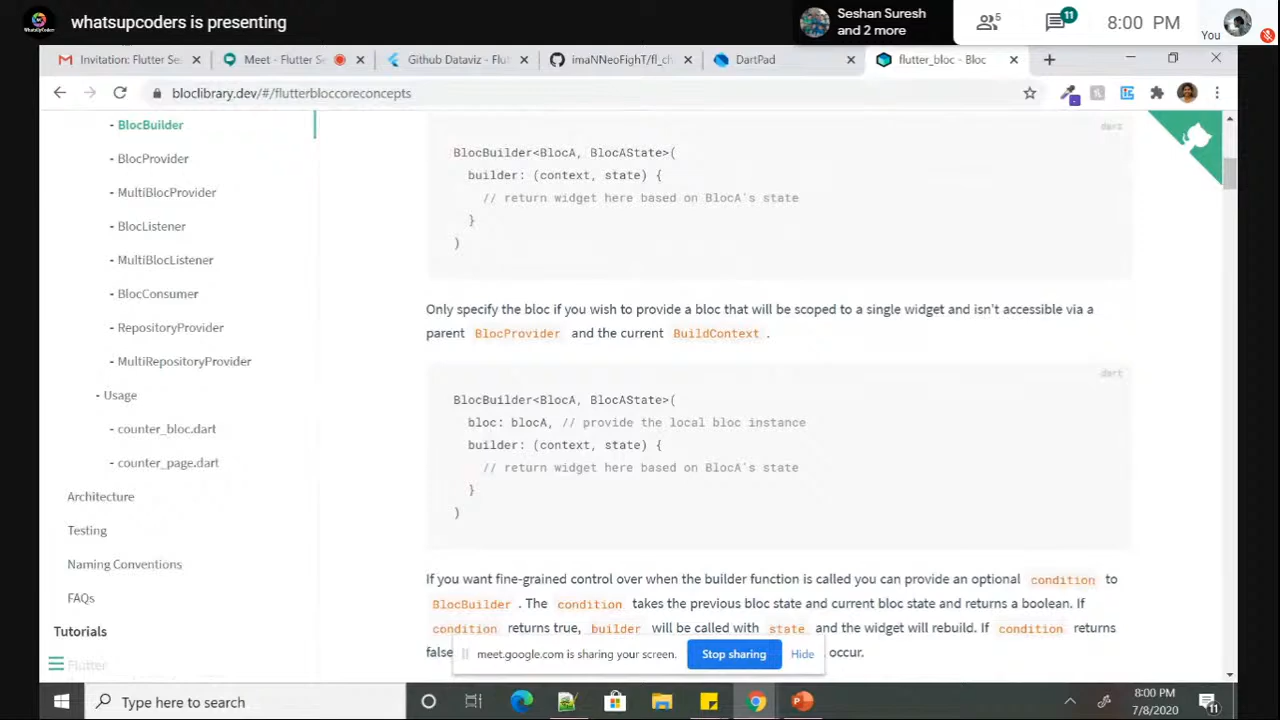 whatsupcoders is presenting
Seshan Suresh
and 2 more
5
11
8:00 PM
You
Invitation: Flutter Se
Meet - Flutter Se
Github Dataviz - Flu
imaNNeoFighT/fl_ch
DartPad
flutter_bloc - Bloc
bloclibrary.dev/#/flutterbloccoreconcepts
- BlocBuilder
- BlocProvider
- MultiBlocProvider
- BlocListener
- MultiBlocListener
- BlocConsumer
- RepositoryProvider
- MultiRepositoryProvider
- Usage
- counter_bloc.dart
- counter_page.dart
Architecture
Testing
Naming Conventions
FAQs
Tutorials
Flutter
dart
BlocBuilder<BlocA, BlocAState>(
builder: (context, state) {
// return widget here based on BlocA's state
}
)
Only specify the bloc if you wish to provide a bloc that will be scoped to a single widget and isn't accessible via a
parent BlocProvider and the current BuildContext .
dart
BlocBuilder<BlocA, BlocAState>(
bloc: blocA, // provide the local bloc instance
builder: (context, state) {
// return widget here based on BlocA's state
}
)
If you want fine-grained control over when the builder function is called you can provide an optional condition to
BlocBuilder . The condition takes the previous bloc state and current bloc state and returns a boolean. If
condition returns true, builder will be called with state and the widget will rebuild. If condition returns
false
occur.
meet.google.com is sharing your screen.
Stop sharing
Hide
Type here to search
8:00 PM
7/8/2020
11